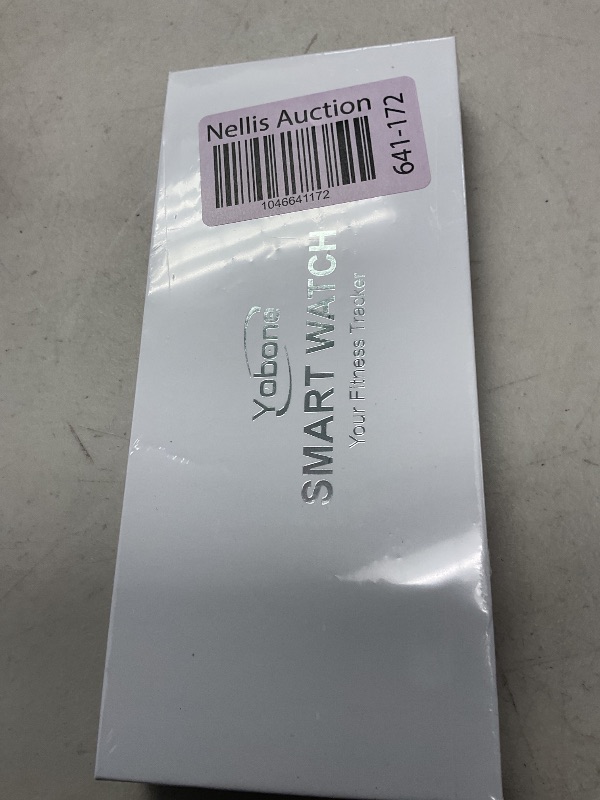 Nellis Auction
1046641172
641-172
Yabone
SMART WATCH
Your Fitness Tracker